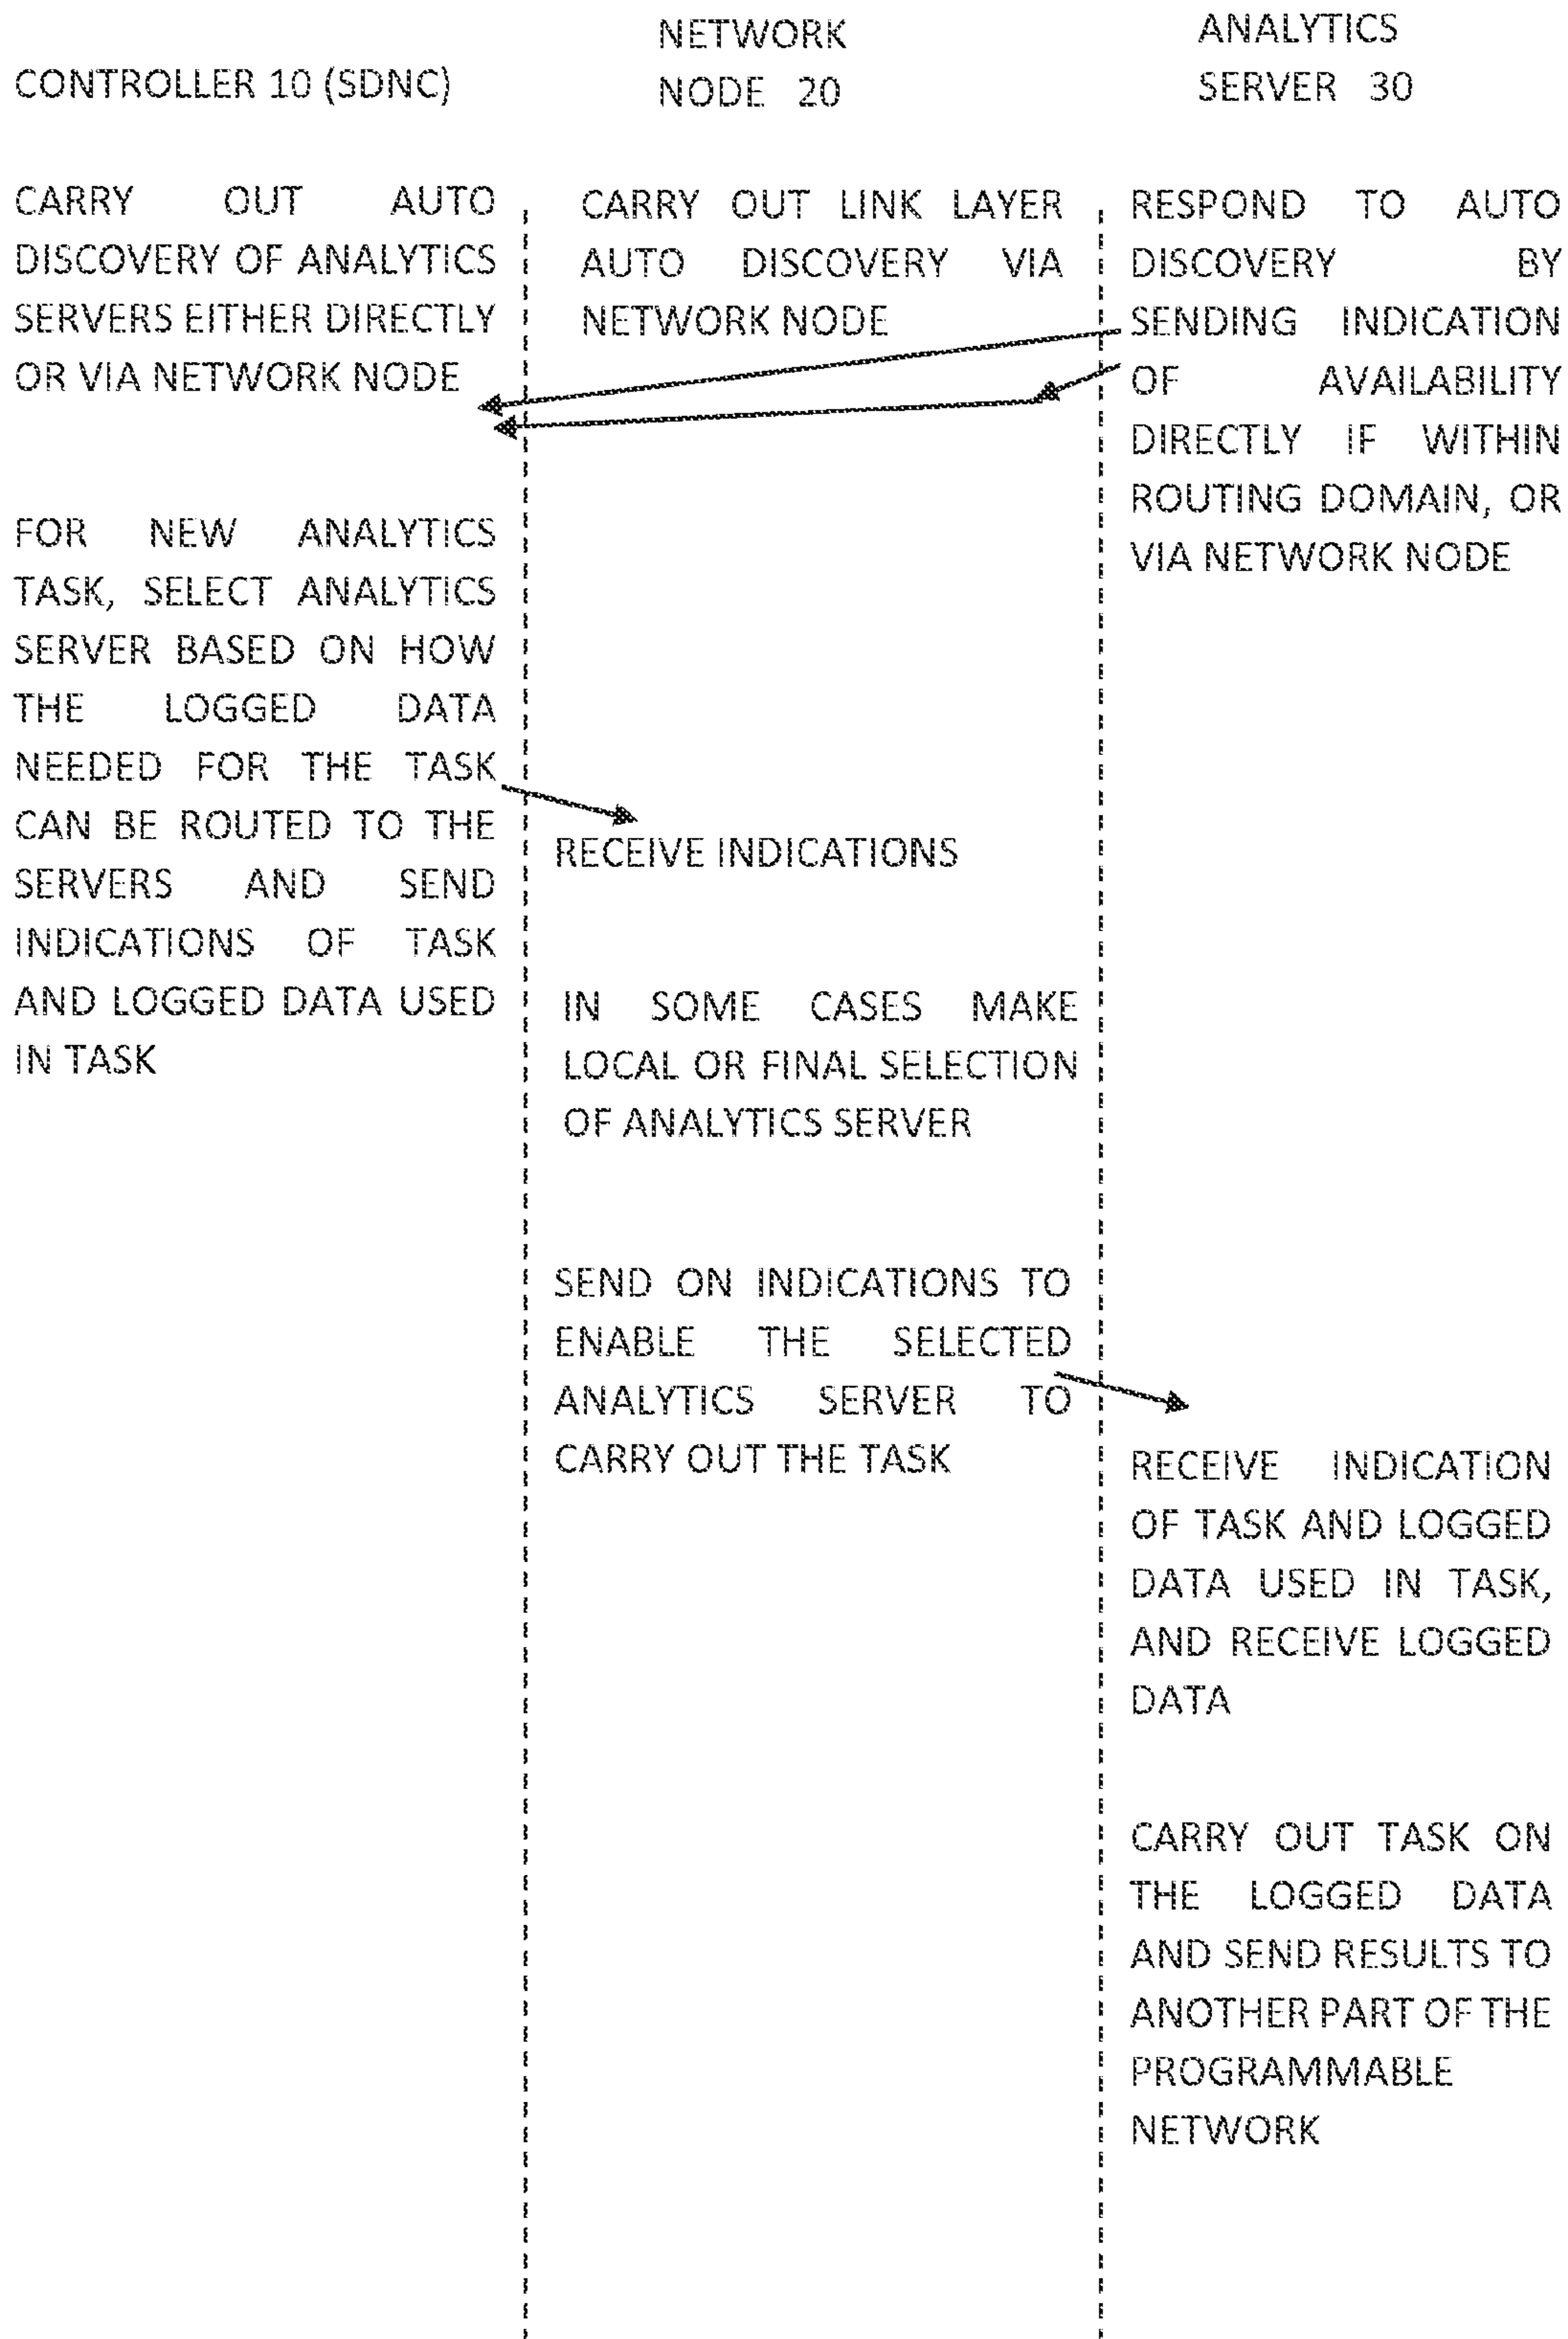 CONTROLLER 10 (SDNC)
NETWORK
NODE 20
ANALYTICS
SERVER 30
CARRY OUT AUTO
DISCOVERY OF ANALYTICS
SERVERS EITHER DIRECTLY
OR VIA NETWORK NODE
FOR NEW ANALYTICS
TASK, SELECT ANALYTICS
SERVER BASED ON HOW
THE LOGGED DATA
NEEDED FOR THE TASK
CAN BE ROUTED TO THE
SERVERS AND SEND
INDICATIONS OF TASK
AND LOGGED DATA USED
IN TASK
CARRY OUT LINK LAYER
AUTO DISCOVERY VIA
NETWORK NODE
RECEIVE INDICATIONS
IN SOME CASES MAKE
LOCAL OR FINAL SELECTION
OF ANALYTICS SERVER
SEND ON INDICATIONS TO
ENABLE THE SELECTED
ANALYTICS SERVER TO
CARRY OUT THE TASK
RESPOND TO AUTO
DISCOVERY BY
SENDING INDICATION
OF AVAILABILITY
DIRECTLY IF WITHIN
ROUTING DOMAIN, OR
VIA NETWORK NODE
RECEIVE INDICATION
OF TASK AND LOGGED
DATA USED IN TASK,
AND RECEIVE LOGGED
DATA
CARRY OUT TASK ON
THE LOGGED DATA
AND SEND RESULTS TO
ANOTHER PART OF THE
PROGRAMMABLE
NETWORK